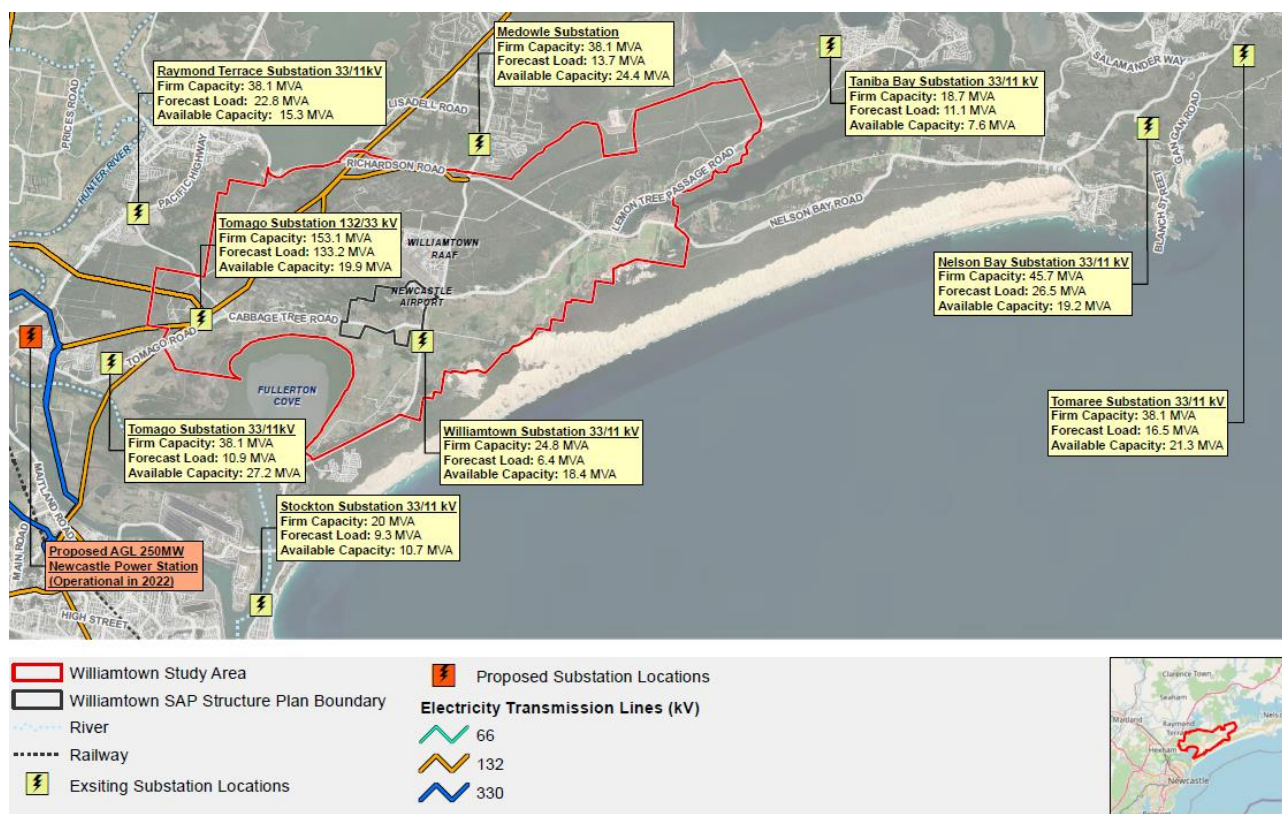 Medowle Substation
Firm Capacity: 38.1 MVA
Forecast Load: 13.7 MVA
Available Capacity: 24.4 MVA
Raymond Terrace Substation 33/11kV
Firm Capacity: 38.1 MVA
Forecast Load: 22.8 MVA
Available Capacity: 15.3 MVA
Taniba Bay Substation 33/11 kV
Firm Capacity: 18.7 MVA
Forecast Load: 11.1 MVA
Available Capacity: 7.6 MVA
SALAMANDER WAY
GAN GAN ROAD
BLANCH STREET
PRICES ROAD
HUNTER RIVER
PACIFIC HIGHWAY
LISADELL ROAD
RICHARDSON ROAD
LEMON TREE PASSAGE ROAD
NELSON BAY ROAD
Tomago Substation 132/33 kV
Firm Capacity: 153.1 MVA
Forecast Load: 133.2 MVA
Available Capacity: 19.9 MVA
WILLIAMTOWN
RAAF
NEWCASTLE
AIRPORT
Nelson Bay Substation 33/11 kV
Firm Capacity: 45.7 MVA
Forecast Load: 26.5 MVA
Available Capacity: 19.2 MVA
CABBAGE TREE ROAD
TOMAGO ROAD
FULLERTON
COVE
Tomaree Substation 33/11 kV
Firm Capacity: 38.1 MVA
Forecast Load: 16.5 MVA
Available Capacity: 21.3 MVA
Tomago Substation 33/11kV
Firm Capacity: 38.1 MVA
Forecast Load: 10.9 MVA
Available Capacity: 27.2 MVA
Williamtown Substation 33/11 kV
Firm Capacity: 24.8 MVA
Forecast Load: 6.4 MVA
Available Capacity: 18.4 MVA
Stockton Substation 33/11 kV
Firm Capacity: 20 MVA
Forecast Load: 9.3 MVA
Available Capacity: 10.7 MVA
MAITLAND ROAD
MAIN ROAD
Proposed AGL 250MW
Newcastle Power Station
(Operational in 2022)
HIGH STREET
Williamtown Study Area
Williamtown SAP Structure Plan Boundary
River
Railway
Exsiting Substation Locations
Proposed Substation Locations
Electricity Transmission Lines (kV)
66
132
330
Clarence Town
Seaham
Maitland
Raymond
Hexham
Newcastle